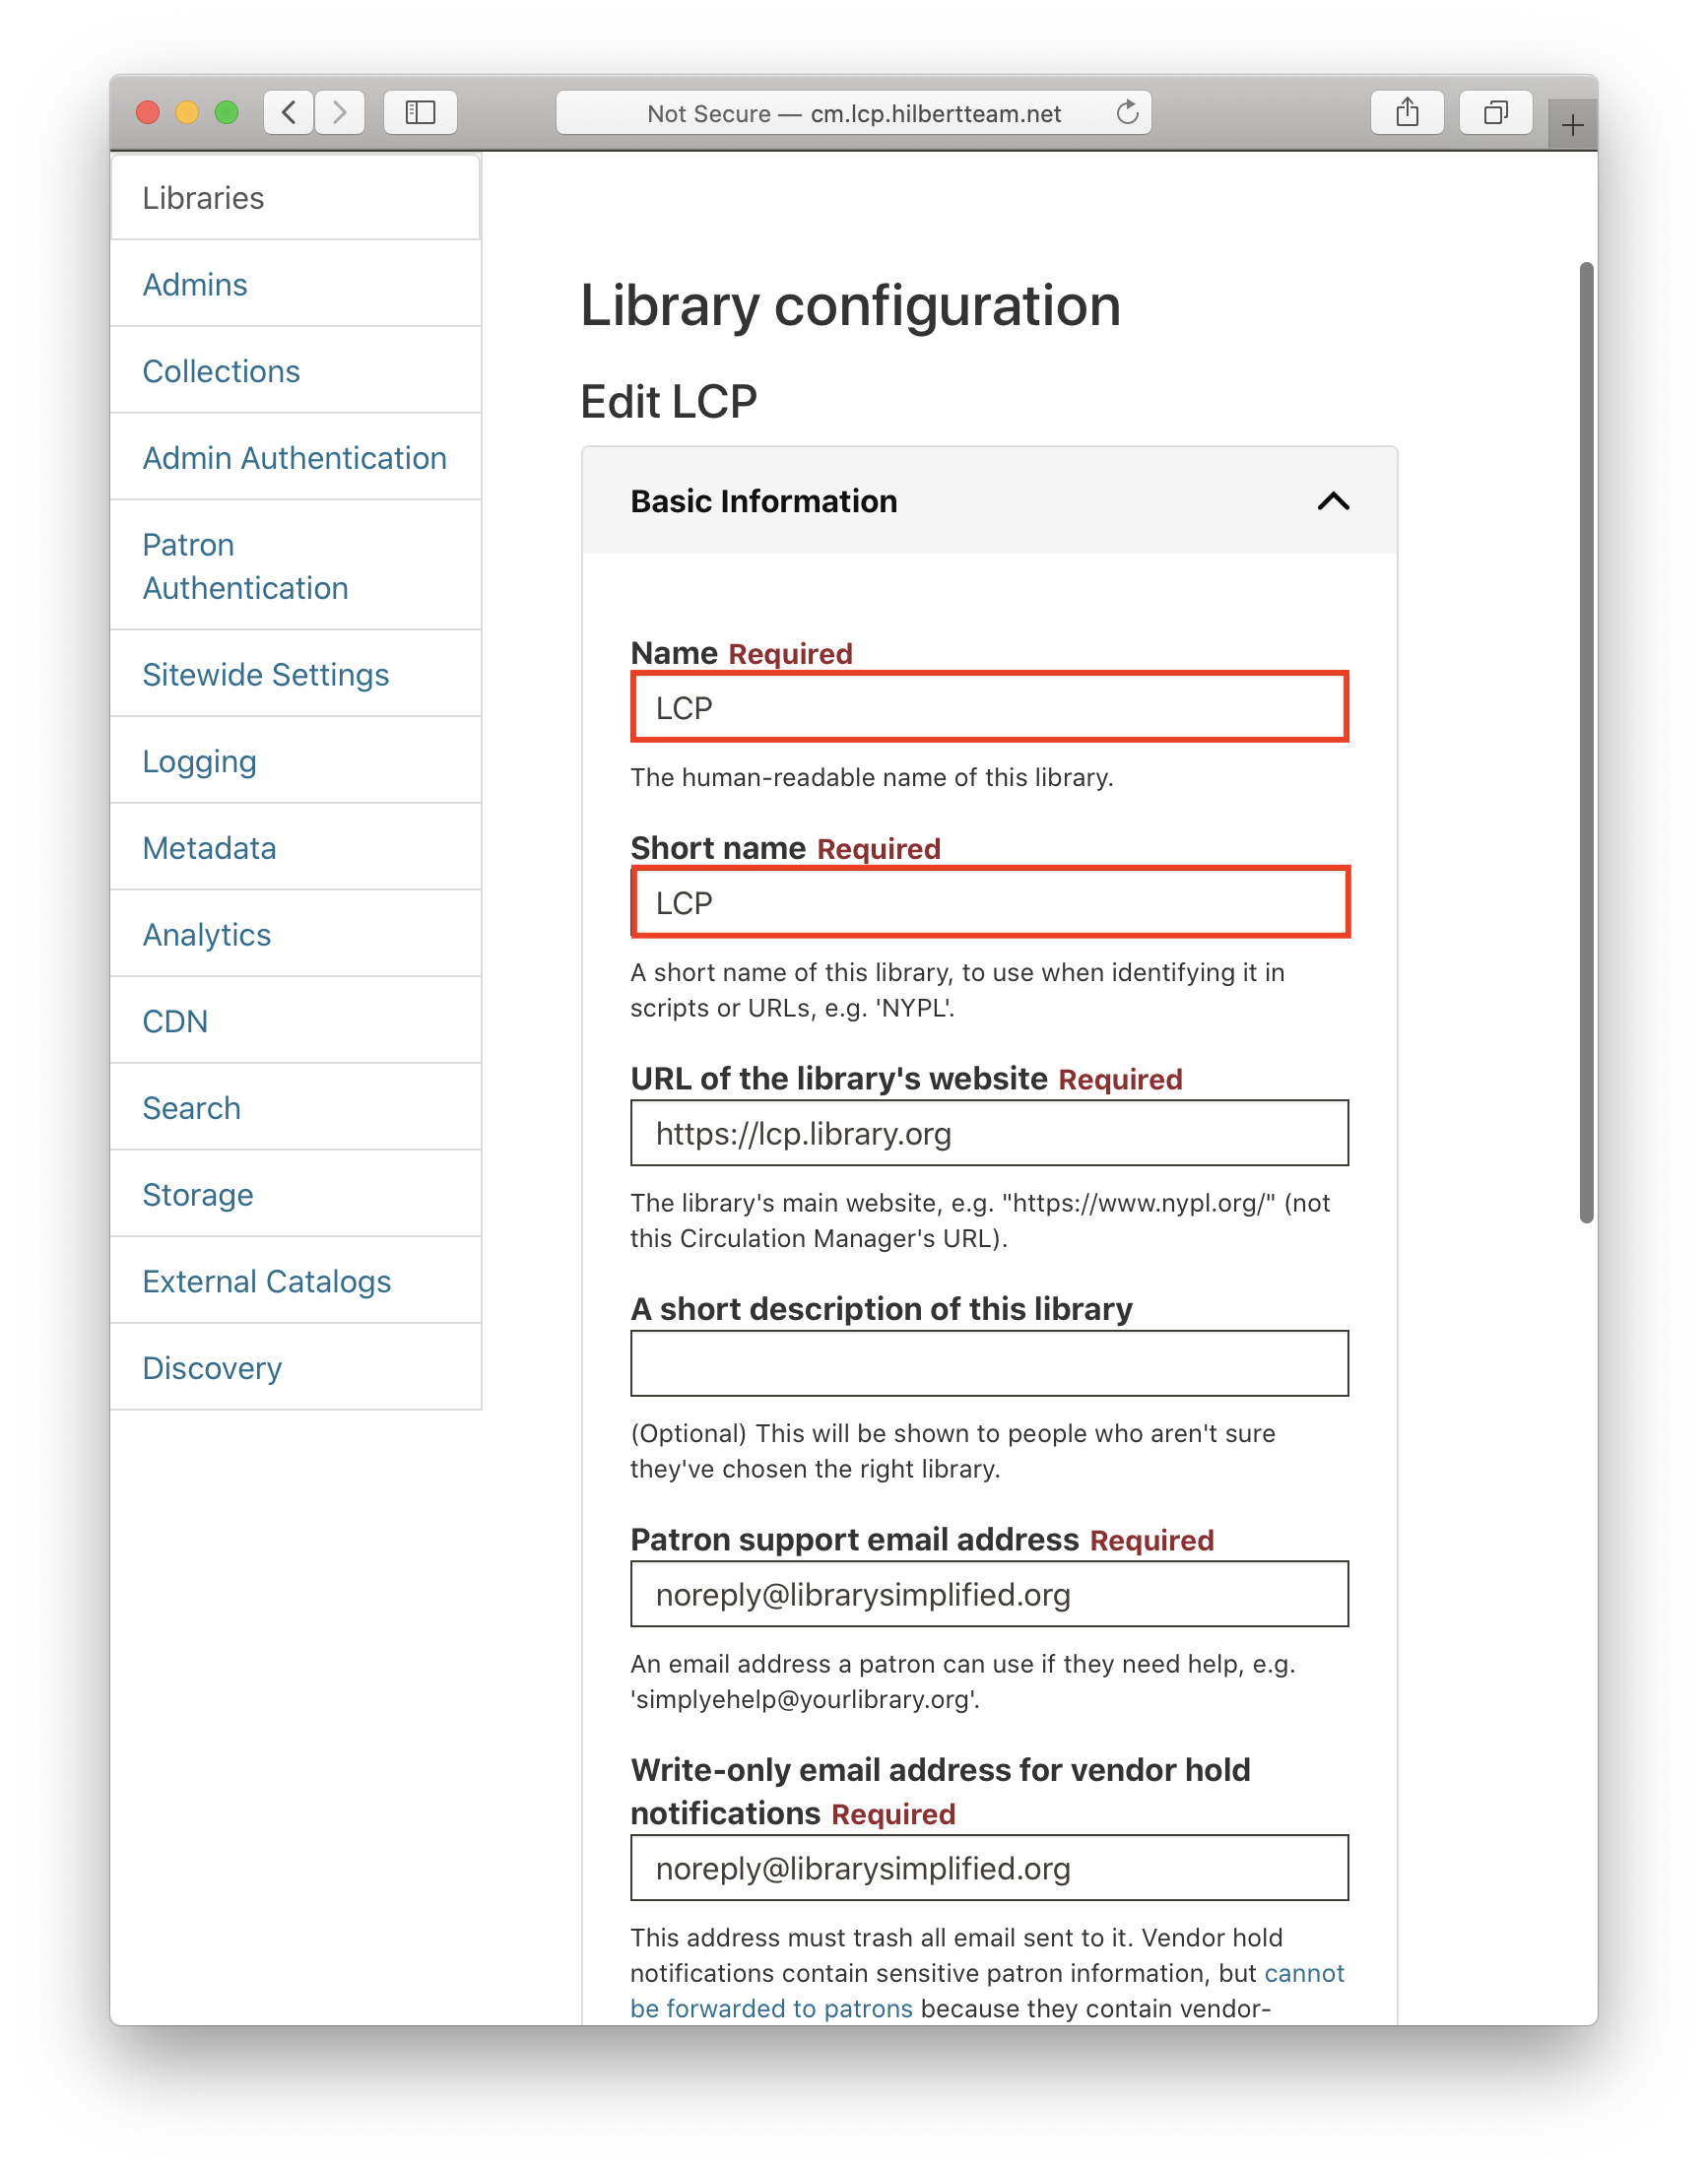 Not Secure — cm.lcp.hilbertteam.net
Libraries
Admins
Collections
Admin Authentication
Patron
Authentication
Sitewide Settings
Logging
Metadata
Analytics
CDN
Search
Storage
External Catalogs
Discovery
Library configuration
Edit LCP
Basic Information
Name Required
LCP
The human-readable name of this library.
Short name Required
LCP
A short name of this library, to use when identifying it in
scripts or URLs, e.g. 'NYPL'.
URL of the library's website Required
https://lcp.library.org
The library's main website, e.g. "https://www.nypl.org/" (not
this Circulation Manager's URL).
A short description of this library
(Optional) This will be shown to people who aren't sure
they've chosen the right library.
Patron support email address Required
noreply@librarysimplified.org
An email address a patron can use if they need help, e.g.
'simplyehelp@yourlibrary.org'.
Write-only email address for vendor hold
notifications Required
noreply@librarysimplified.org
This address must trash all email sent to it. Vendor hold
notifications contain sensitive patron information, but cannot
be forwarded to patrons because they contain vendor-